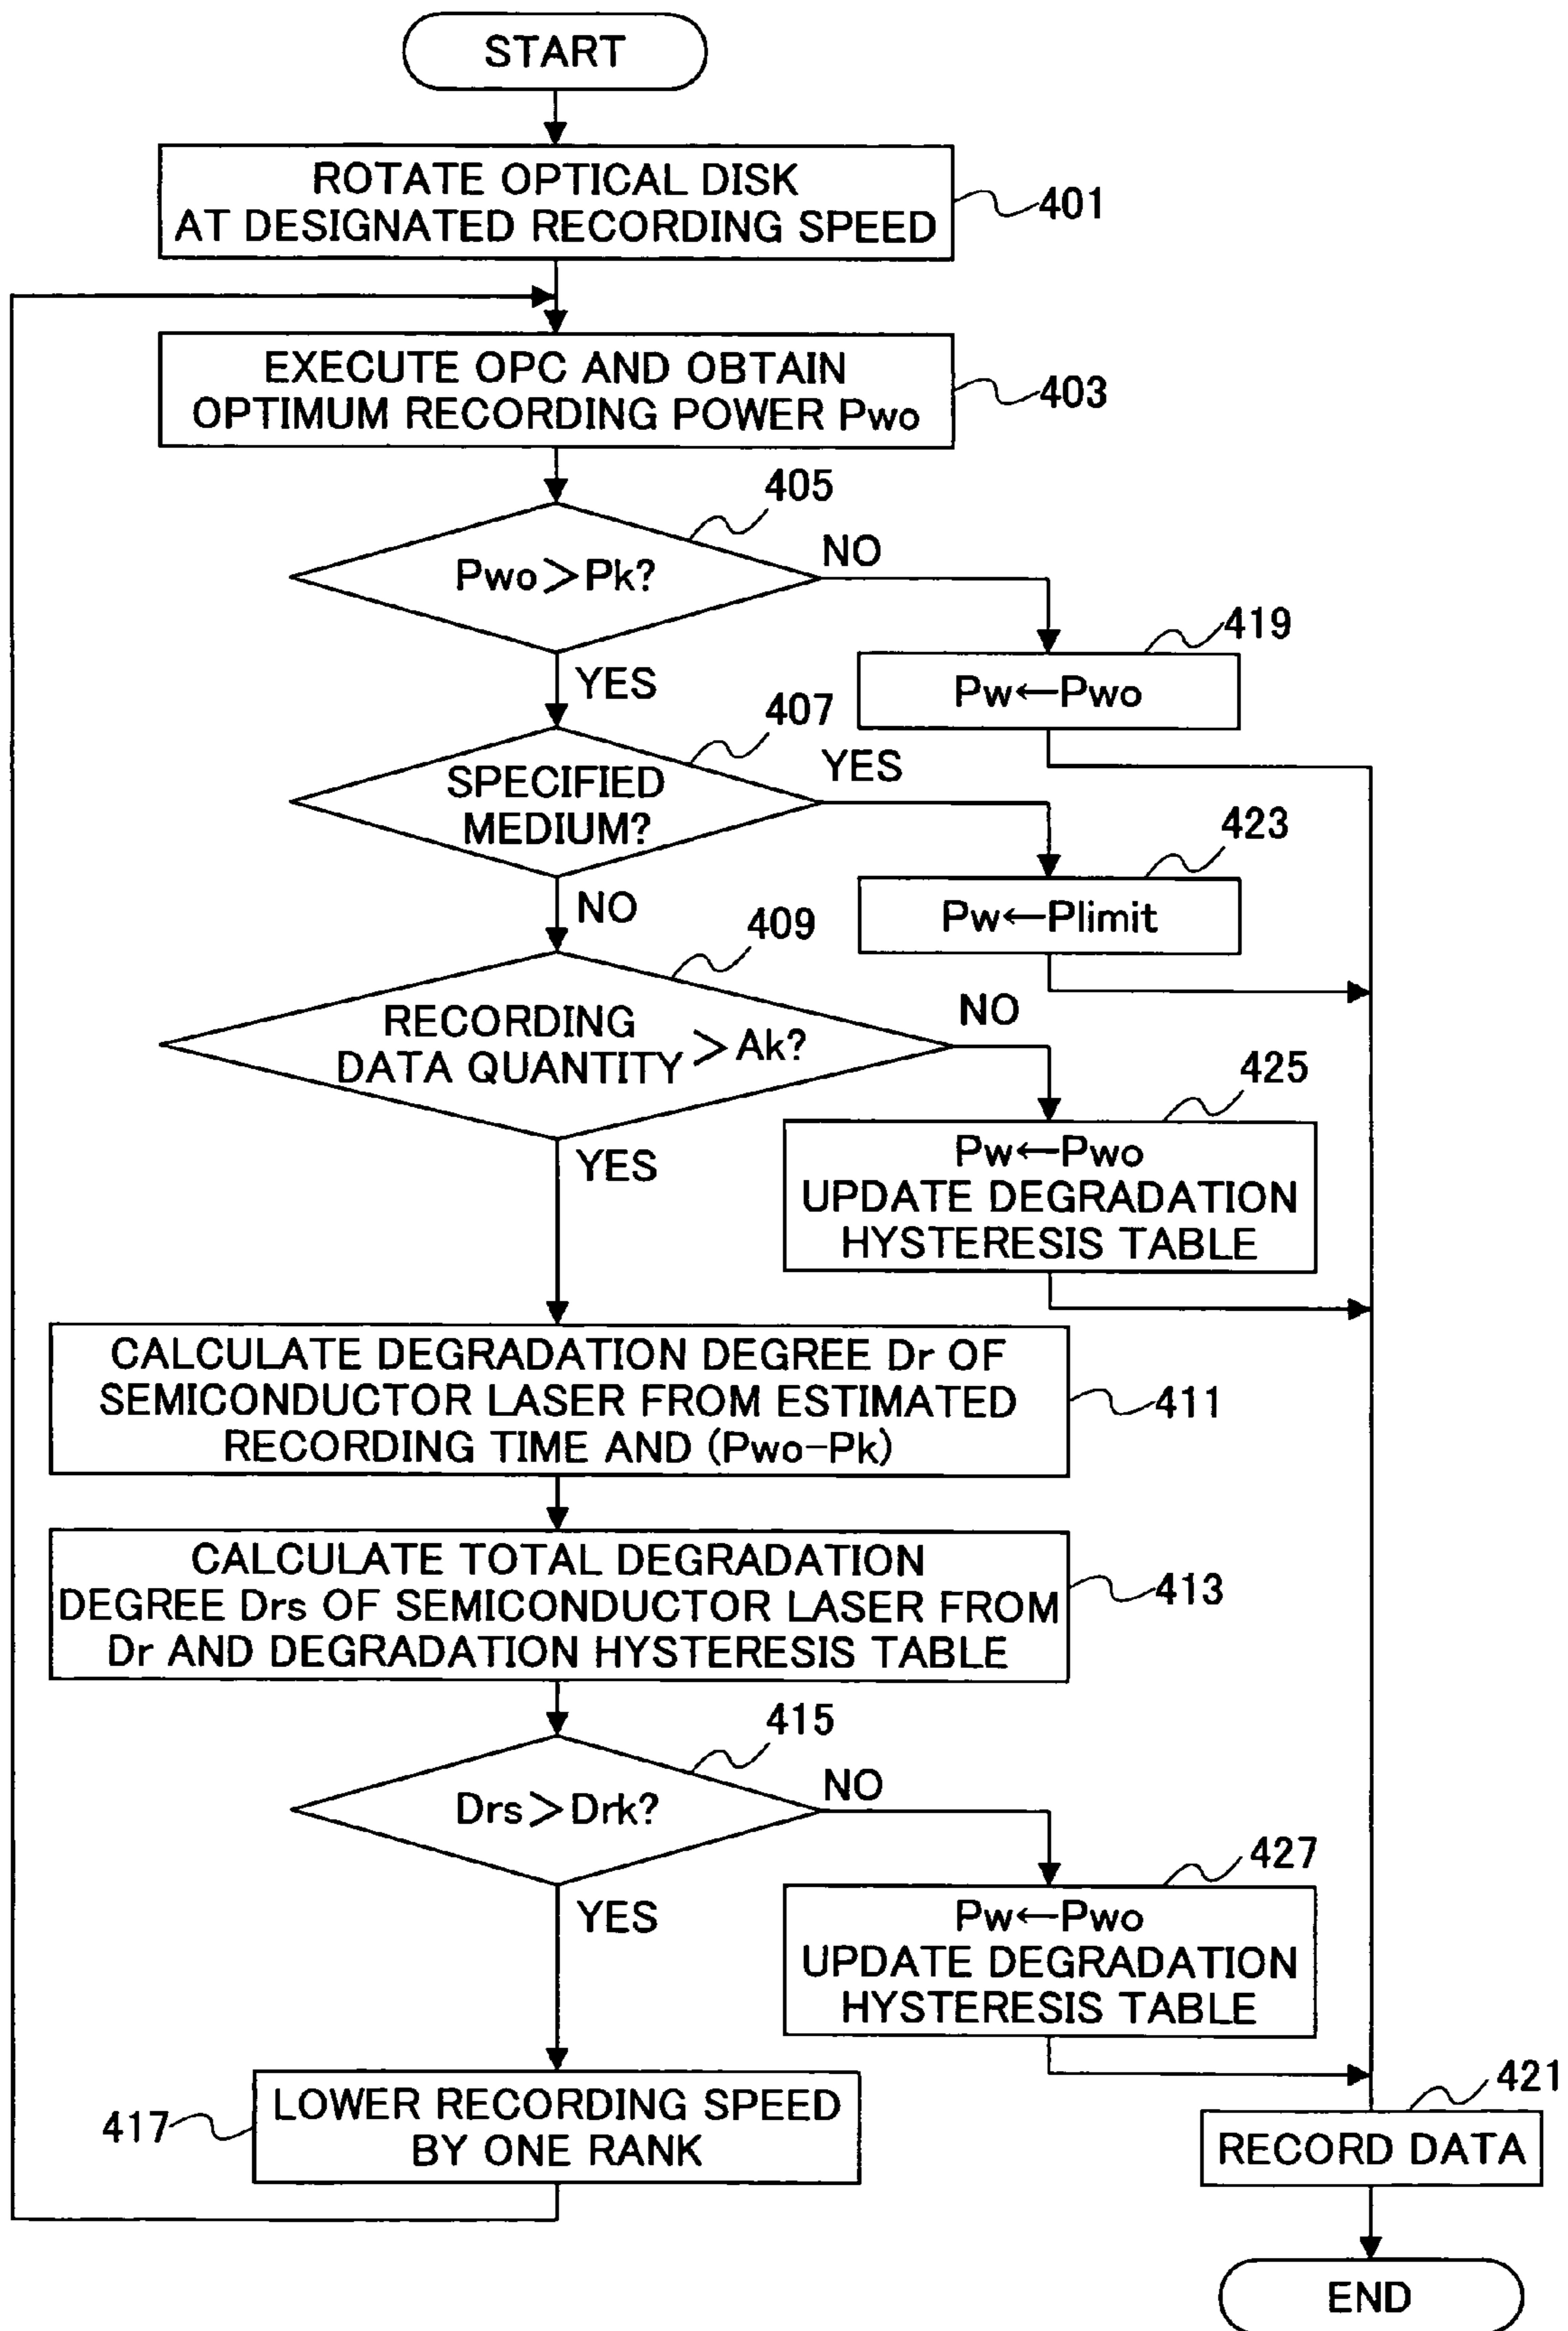 START
ROTATE OPTICAL DISK
AT DESIGNATED RECORDING SPEED
401
EXECUTE OPC AND OBTAIN
OPTIMUM RECORDING POWER Pwo
403
405
Pwo>Pk?
NO
YES
419
Pw←Pwo
407
SPECIFIED
MEDIUM?
YES
NO
423
Pw←Plimit
409
RECORDING
DATA QUANTITY >Ak?
NO
YES
425
Pw←Pwo
UPDATE DEGRADATION
HYSTERESIS TABLE
CALCULATE DEGRADATION DEGREE Dr OF
SEMICONDUCTOR LASER FROM ESTIMATED
RECORDING TIME AND (Pwo-Pk)
411
CALCULATE TOTAL DEGRADATION
DEGREE Drs OF SEMICONDUCTOR LASER FROM
Dr AND DEGRADATION HYSTERESIS TABLE
413
415
Drs>Drk?
NO
YES
427
Pw←Pwo
UPDATE DEGRADATION
HYSTERESIS TABLE
417
LOWER RECORDING SPEED
BY ONE RANK
421
RECORD DATA
END